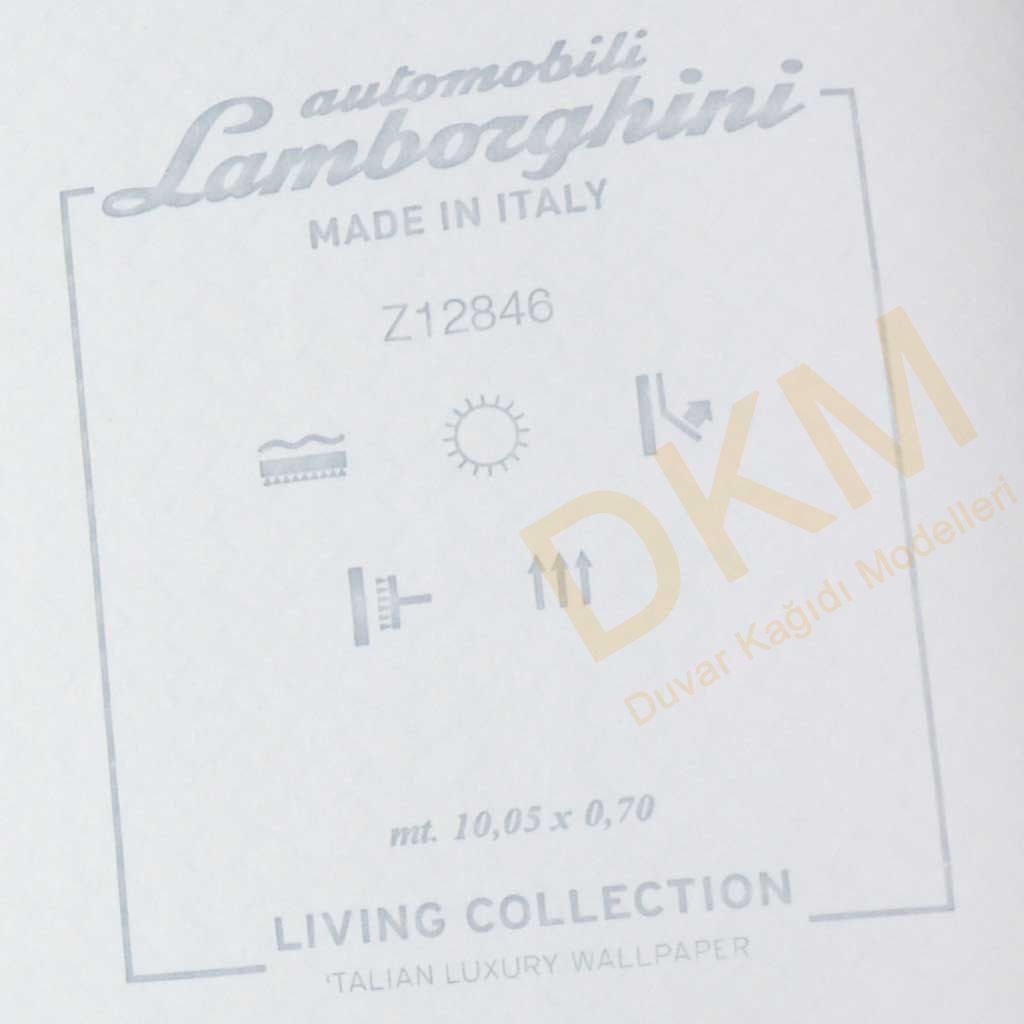 automobili
Lamborghini
MADE IN ITALY
Z12846
DKM
Duvar Kağıdı Modelleri
mt. 10,05 x 0,70
LIVING COLLECTION
'TALIAN LUXURY WALLPAPER